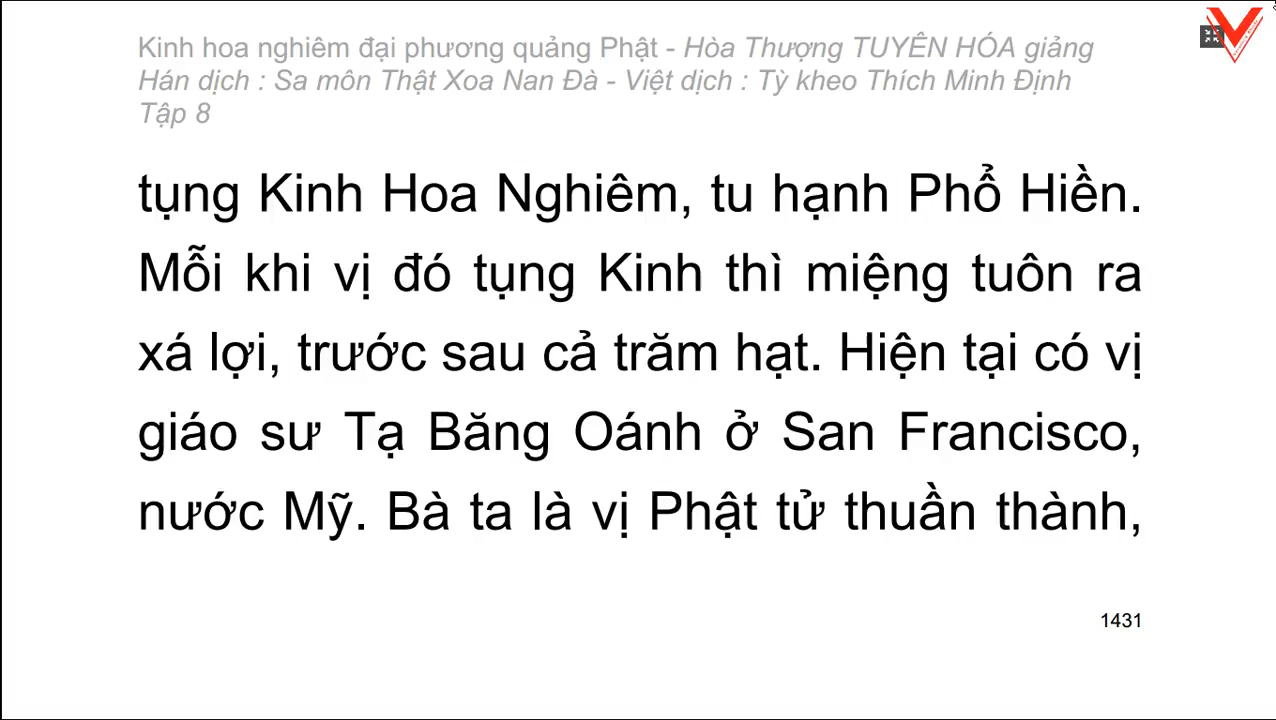 Kinh hoa nghiêm đại phương quảng Phật - Hòa Thượng TUYÊN HÓA giảng
Hán dịch : Sa môn Thật Xoa Nan Đà - Việt dịch : Tỳ kheo Thích Minh Định
Tập 8
tụng Kinh Hoa Nghiêm, tu hạnh Phổ Hiền.
Mỗi khi vị đó tụng Kinh thì miệng tuôn ra
xá lợi, trước sau cả trăm hạt. Hiện tại có vị
giáo sư Tạ Băng Oánh ở San Francisco,
nước Mỹ. Bà ta là vị Phật tử thuần thành,
1431